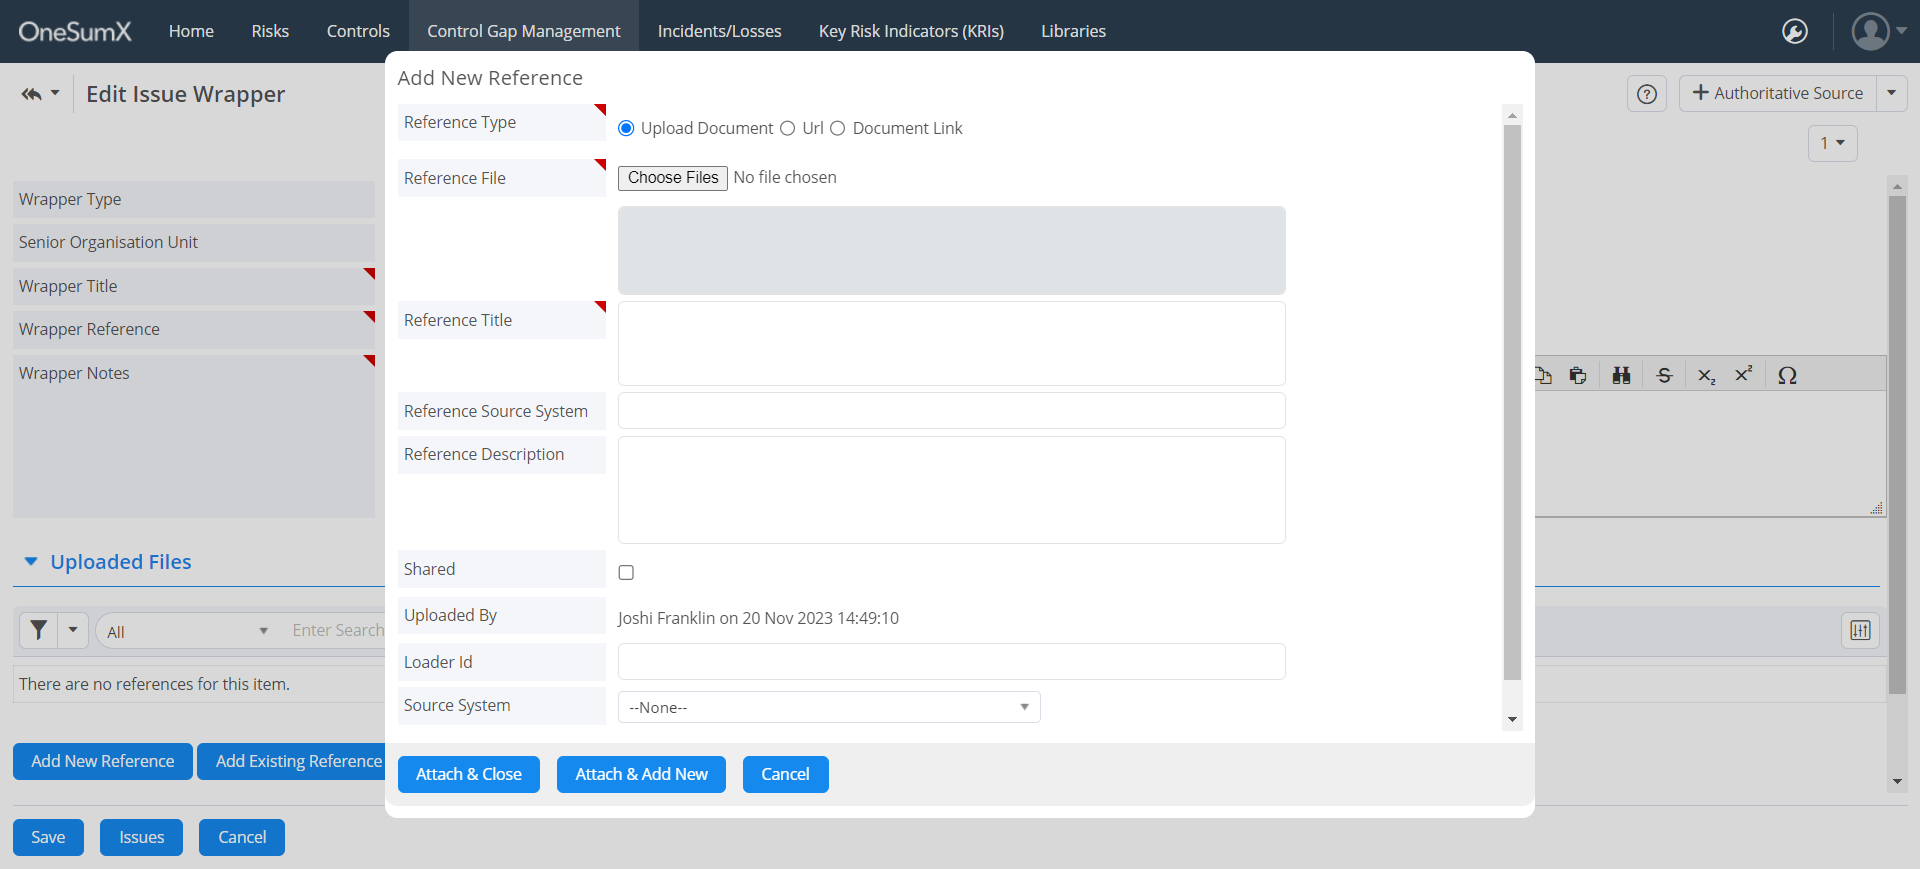 OneSumX Home Risks Controls Control Gap Management Incidents/Losses Key Risk Indicators (KRIs) Libraries
Edit Issue Wrapper
? + Authoritative Source
1
Wrapper Type
Senior Organisation Unit
Wrapper Title
Wrapper Reference
Wrapper Notes
S X₂ X² Ω
Uploaded Files
All Enter Search
There are no references for this item.
Add New Reference Add Existing Reference
Save Issues Cancel
Add New Reference
Reference Type Upload Document Url Document Link
Reference File Choose Files No file chosen
Reference Title
Reference Source System
Reference Description
Shared
Uploaded By Joshi Franklin on 20 Nov 2023 14:49:10
Loader Id
Source System --None--
Attach & Close Attach & Add New Cancel